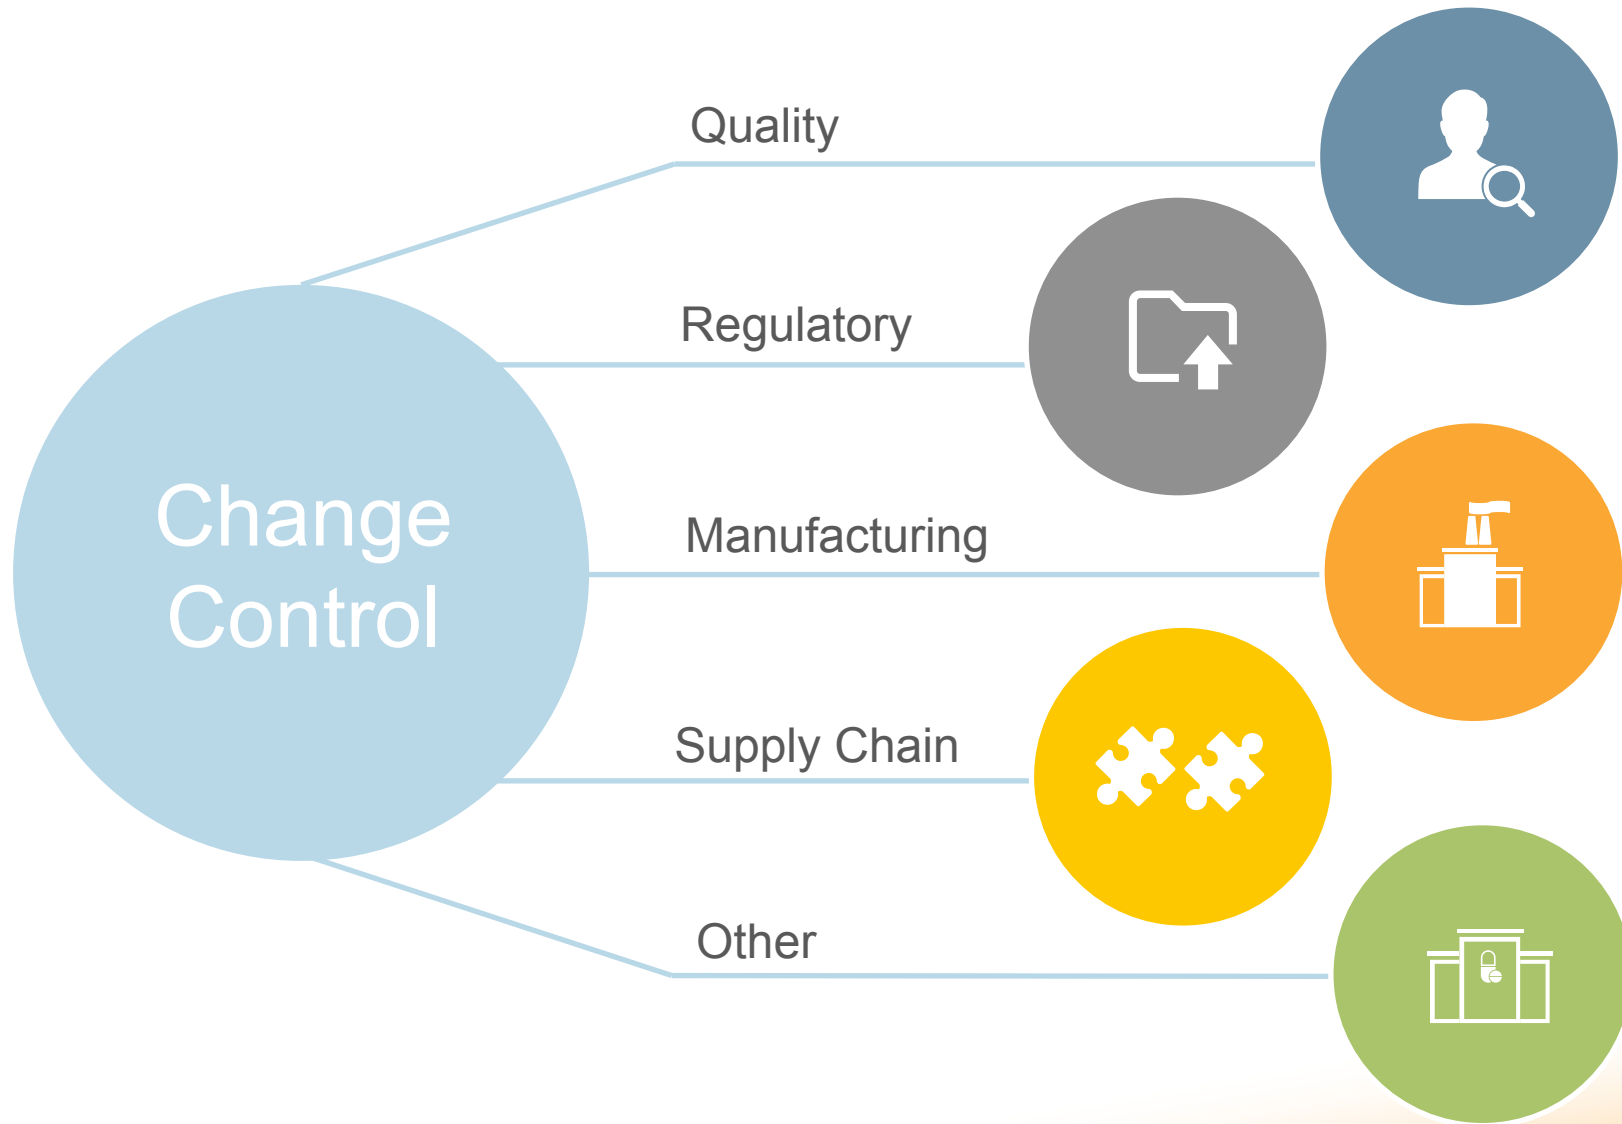 Quality
Regulatory
Change
Control
Manufacturing
Supply Chain
Other